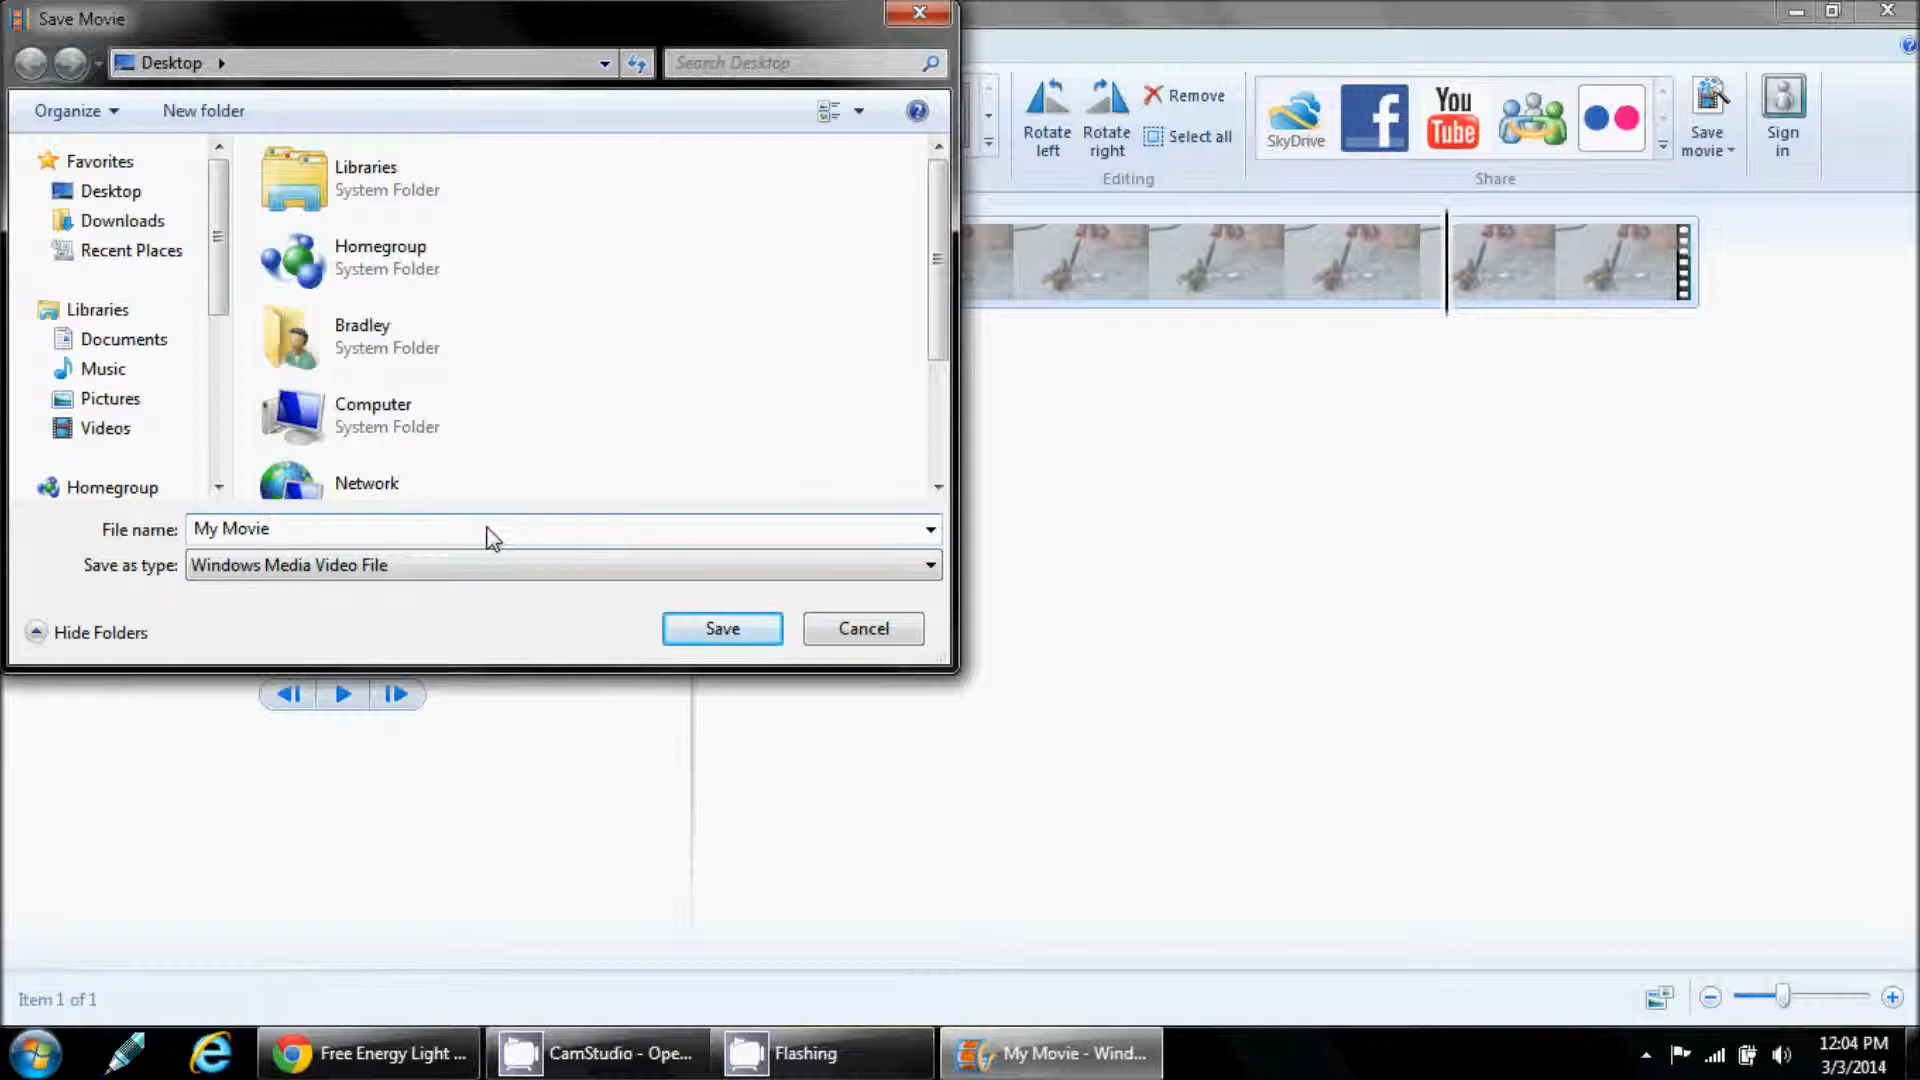 Save Movie
Desktop
Search Desktop
Organize
New folder
Favorites
Desktop
Downloads
Recent Places
Libraries
Documents
Music
Pictures
Videos
Homegroup
Libraries
System Folder
Homegroup
System Folder
Bradley
System Folder
Computer
System Folder
Network
File name: My Movie
Save as type: Windows Media Video File
Hide Folders
Save
Cancel
Rotate left
Rotate right
Remove
Select all
Editing
SkyDrive
You Tube
Save movie
Sign in
Share
Item 1 of 1
Free Energy Light ...
CamStudio - Ope...
Flashing
My Movie - Wind...
12:04 PM
3/3/2014